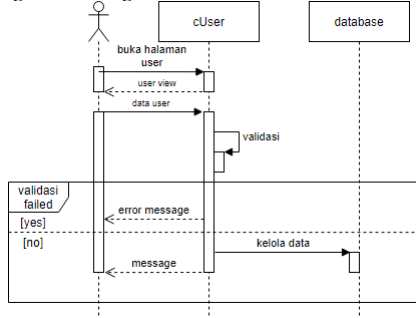 cUser
database
buka halaman
user
user view
data user
validasi
validasi
failed
error message
[yes]
[no]
kelola data
message